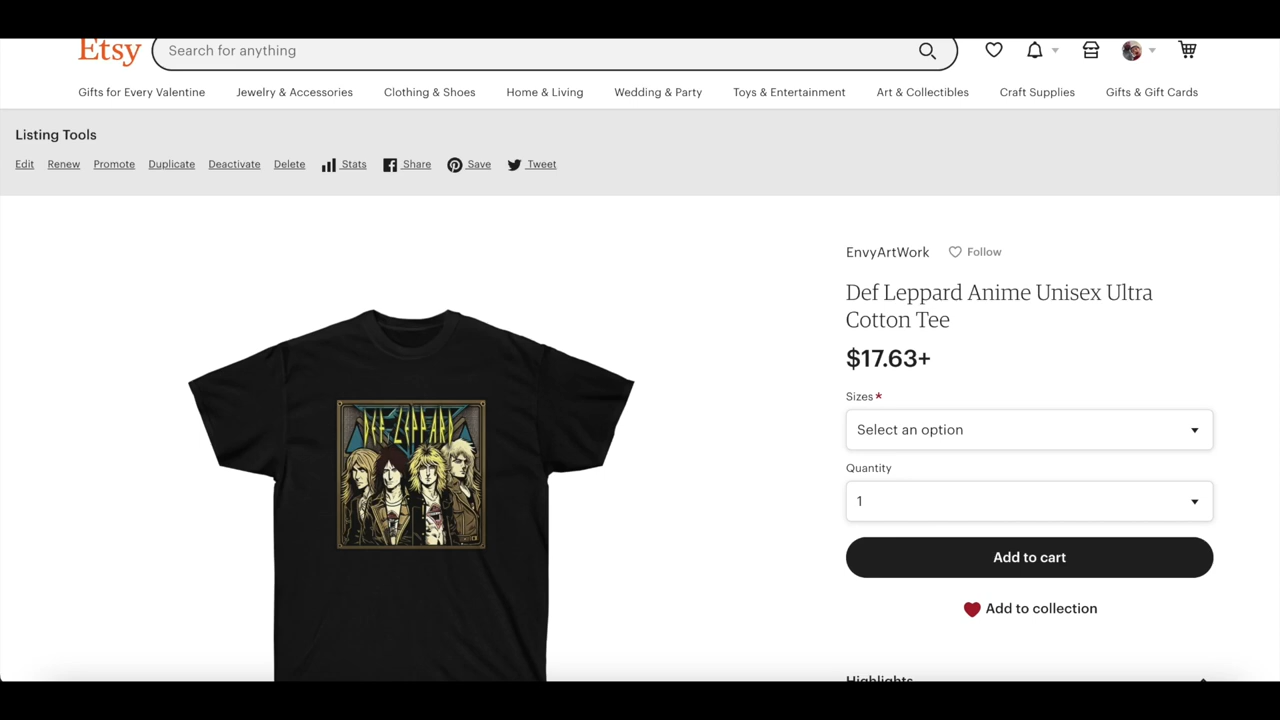 Etsy
Search for anything
Gifts for Every Valentine Jewelry & Accessories Clothing & Shoes Home & Living Wedding & Party Toys & Entertainment Art & Collectibles Craft Supplies Gifts & Gift Cards
Listing Tools
Edit Renew Promote Duplicate Deactivate Delete Stats Share Save Tweet
EnvyArtWork Follow
Def Leppard Anime Unisex Ultra
Cotton Tee
$17.63+
Sizes *
Select an option
Quantity
1
Add to cart
Add to collection
Highlights
DEF LEPPARD